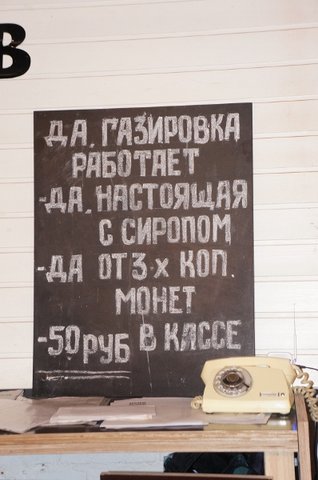 В
ДА, ГАЗИРОВКА
РАБОТАЕТ
-ДА, НАСТОЯЩАЯ
С СИРОПОМ
-ДА ОТ 3-Х КОП.
МОНЕТ
-50 РУБ В КАССЕ